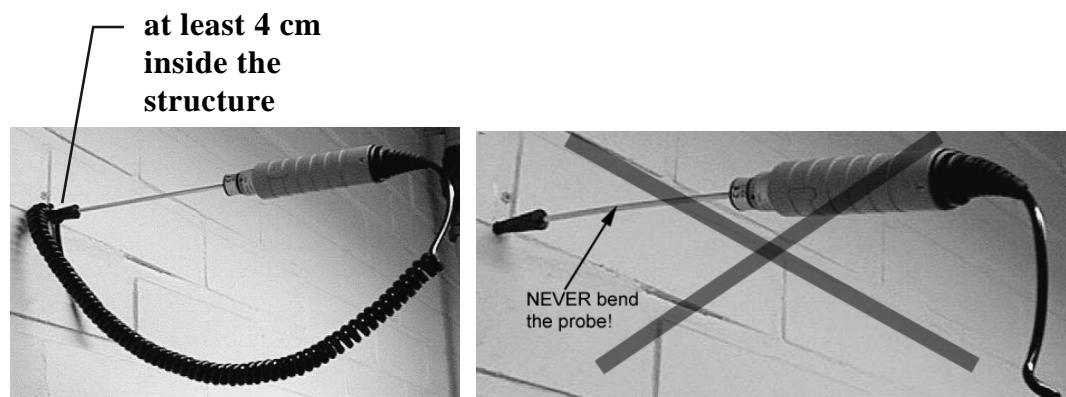 at least 4 cm
inside the
structure
NEVER bend
the probe!